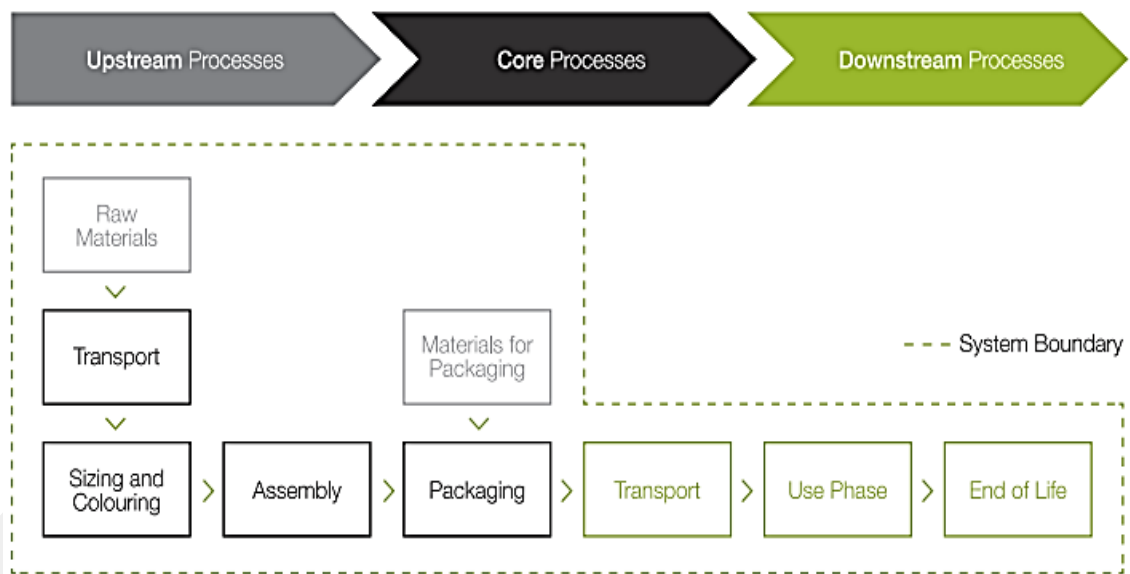 Upstream Processes
Core Processes
Downstream Processes
Raw
Materials
Transport
Materials for
Packaging
System Boundary
Sizing and
Colouring
Assembly
Packaging
Transport
Use Phase
End of Life